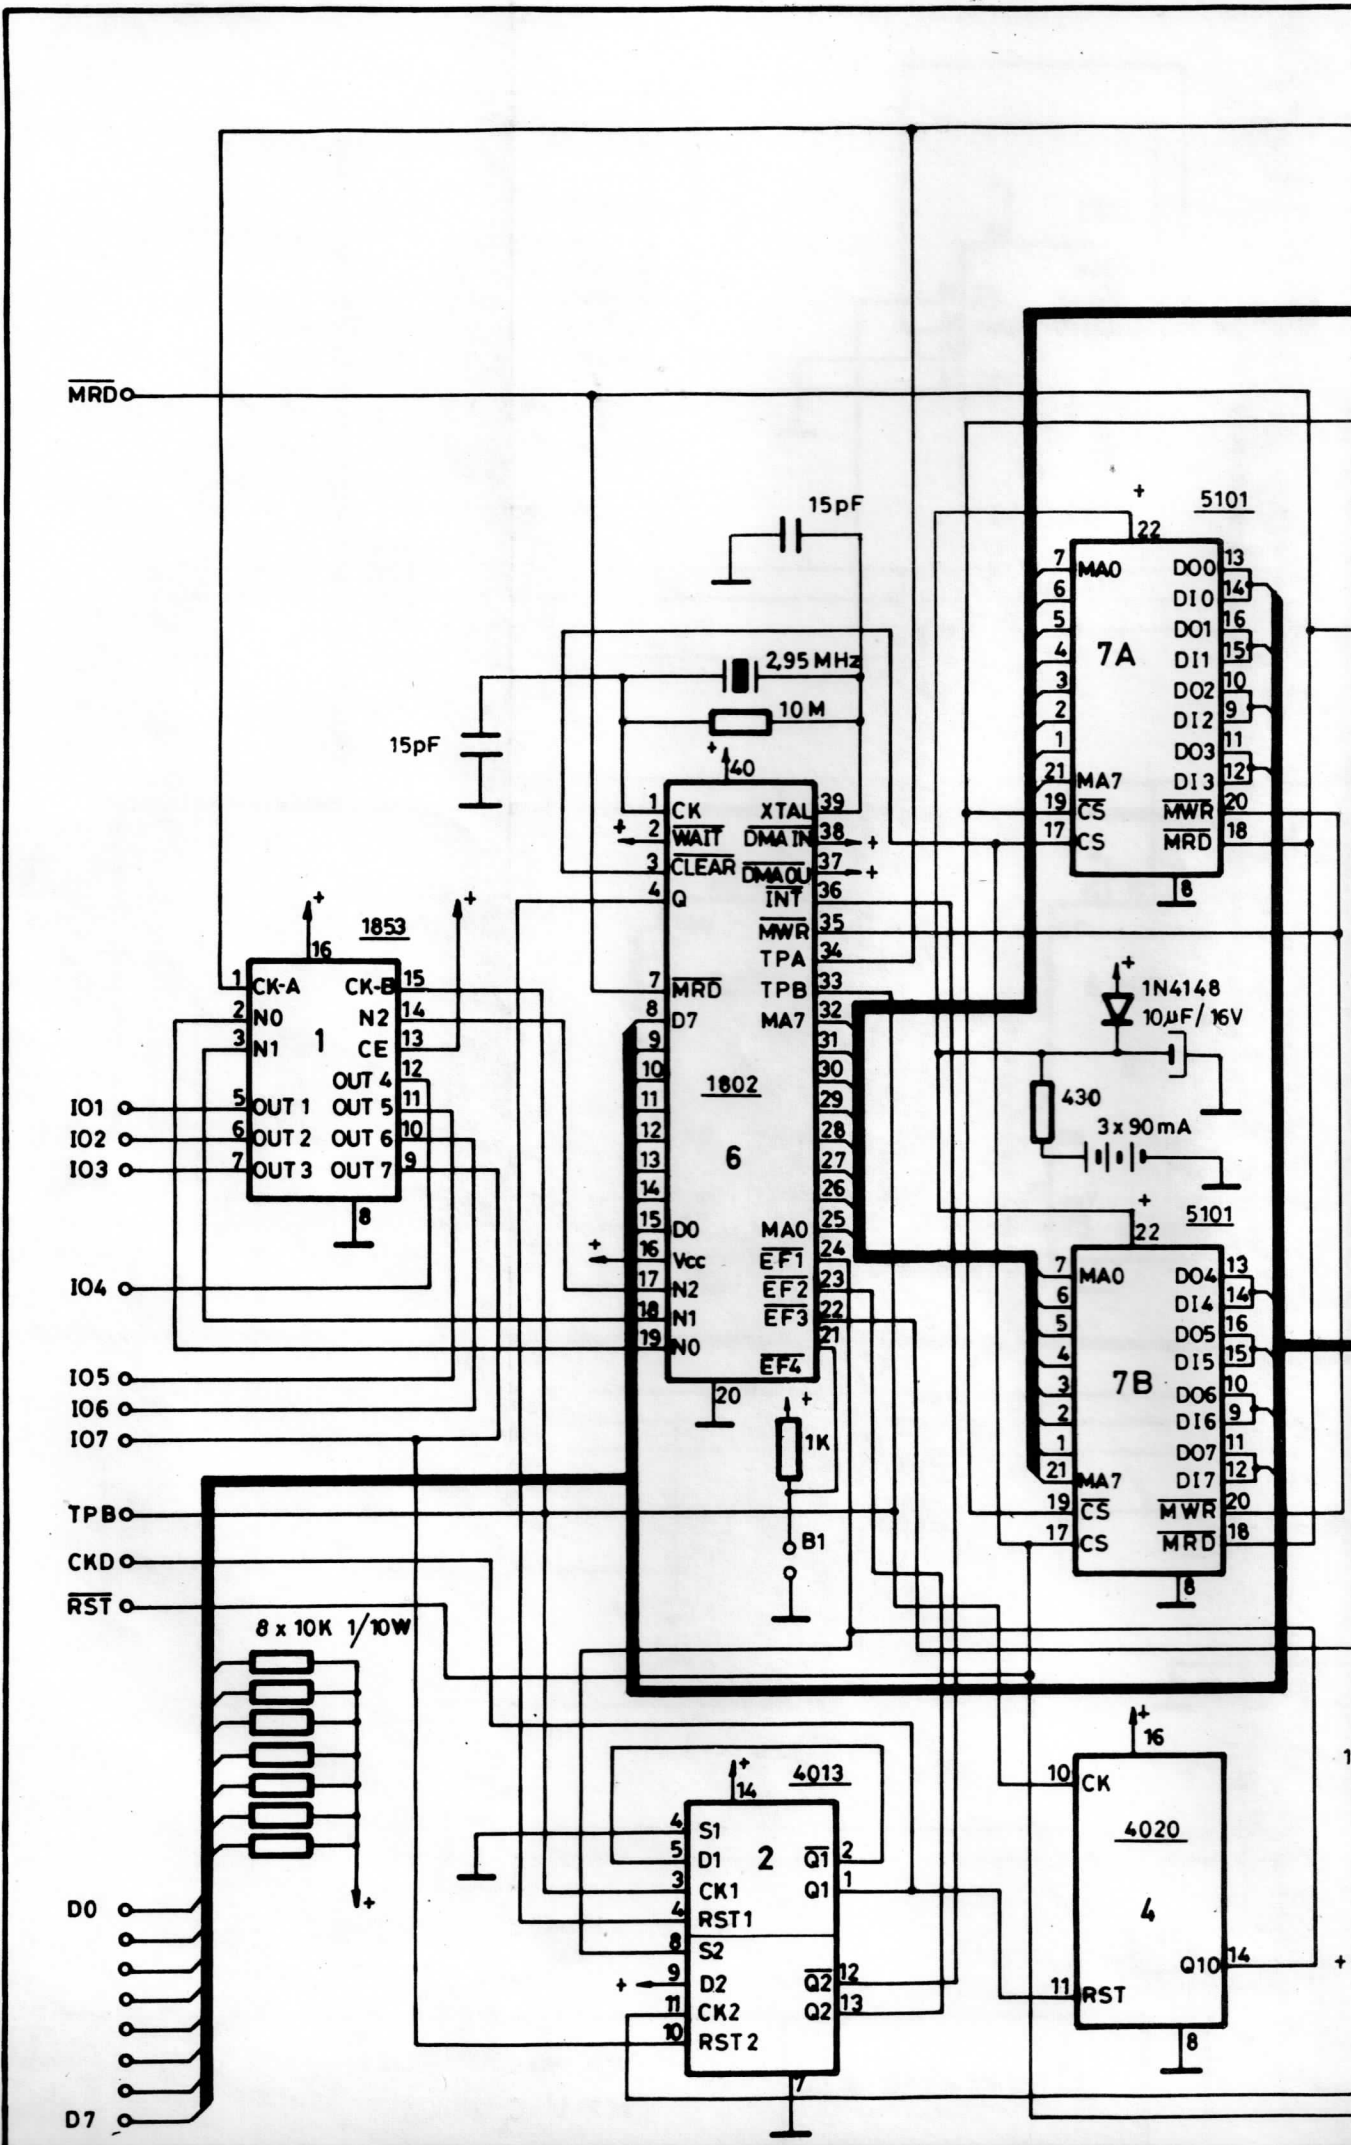 MRD
15pF
+
5101
22
7 MA0 DO0 13
6 DI0 14
5 DO1 16
4 7A DI1 15
3 DO2 10
2 DI2 9
1 DO3 11
21 MA7 DI3 12
19 CS MWR 20
17 CS MRD 18
8
2,95 MHz
10 M
15pF
+
40
1 CK XTAL 39
+ 2 WAIT DMAIN 38 +
3 CLEAR DMAOU 37 +
4 Q INT 36
MWR 35
TPA 34
7 MRD TPB 33
8 D7 MA7 32
9 31
10 30
11 1802 29
12 28
13 6 27
14 26
15 D0 MA0 25
+ 16 Vcc EF1 24
17 N2 EF2 23
18 N1 EF3 22
19 N0 21
EF4
20
+
1K
B1
+ +
1853
16
1 CK-A CK-B 15
2 N0 N2 14
3 N1 1 CE 13
OUT 4 12
IO1 5 OUT 1 OUT 5 11
IO2 6 OUT 2 OUT 6 10
IO3 7 OUT 3 OUT 7 9
8
IO4
IO5
IO6
IO7
+
1N4148
10µF/16V
430
3 x 90mA
+
5101
22
7 MA0 DO4 13
6 DI4 14
5 DO5 16
4 DI5 15
3 7B DO6 10
2 DI6 9
1 DO7 11
21 MA7 DI7 12
19 CS MWR 20
17 CS MRD 18
8
TPB
CKD
RST
8 x 10K 1/10W
+
D0
D7
+
14
4013
4 S1
5 D1 2 Q1 2
3 CK1 Q1 1
4 RST1
8 S2
+ 9 D2 Q2 12
11 CK2 Q2 13
10 RST2
7
+
16
10 CK
4020
4
Q10 14
11 RST
8
1
+